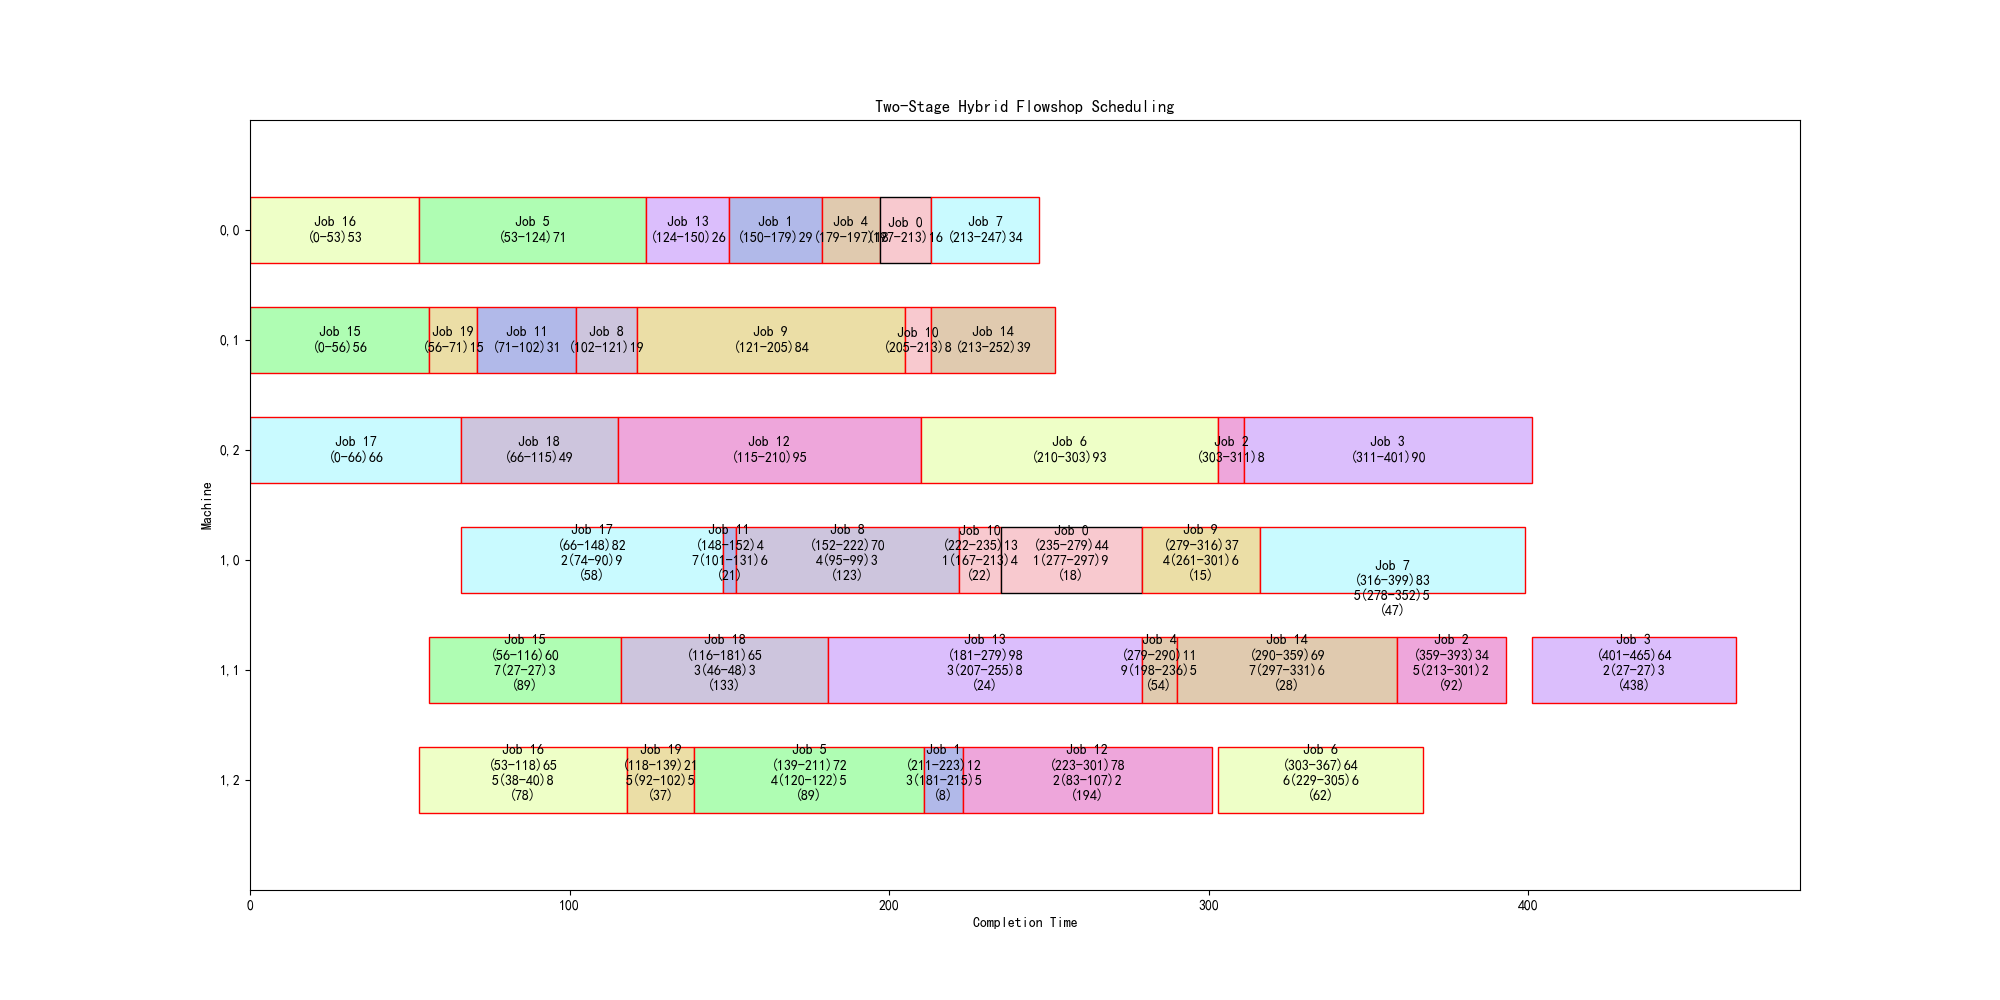 Two-Stage Hybrid Flowshop Scheduling
Machine
0,0
Job 16
(0-53)53
Job 5
(53-124)71
Job 13
(124-150)26
Job 1
(150-179)29
Job 4
(179-197)18
Job 0
(197-213)16
Job 7
(213-247)34
0,1
Job 15
(0-56)56
Job 19
(56-71)15
Job 11
(71-102)31
Job 8
(102-121)19
Job 9
(121-205)84
Job 10
(205-213)8
Job 14
(213-252)39
0,2
Job 17
(0-66)66
Job 18
(66-115)49
Job 12
(115-210)95
Job 6
(210-303)93
Job 2
(303-311)8
Job 3
(311-401)90
1,0
Job 17
(66-148)82
2(74-90)9
(58)
Job 11
(148-152)4
7(101-131)6
(21)
Job 8
(152-222)70
4(95-99)3
(123)
Job 10
(222-235)13
1(167-213)4
(22)
Job 0
(235-279)44
1(277-297)9
(18)
Job 9
(279-316)37
4(261-301)6
(15)
Job 7
(316-399)83
5(278-352)5
(47)
1,1
Job 15
(56-116)60
7(27-27)3
(89)
Job 18
(116-181)65
3(46-48)3
(133)
Job 13
(181-279)98
3(207-255)8
(24)
Job 4
(279-290)11
9(198-236)5
(54)
Job 14
(290-359)69
7(297-331)6
(28)
Job 2
(359-393)34
5(213-301)2
(92)
Job 3
(401-465)64
2(27-27)3
(438)
1,2
Job 16
(53-118)65
5(38-40)8
(78)
Job 19
(118-139)21
5(92-102)5
(37)
Job 5
(139-211)72
4(120-122)5
(89)
Job 1
(211-223)12
3(181-215)5
(8)
Job 12
(223-301)78
2(83-107)2
(194)
Job 6
(303-367)64
6(229-305)6
(62)
0
100
200
300
400
Completion Time